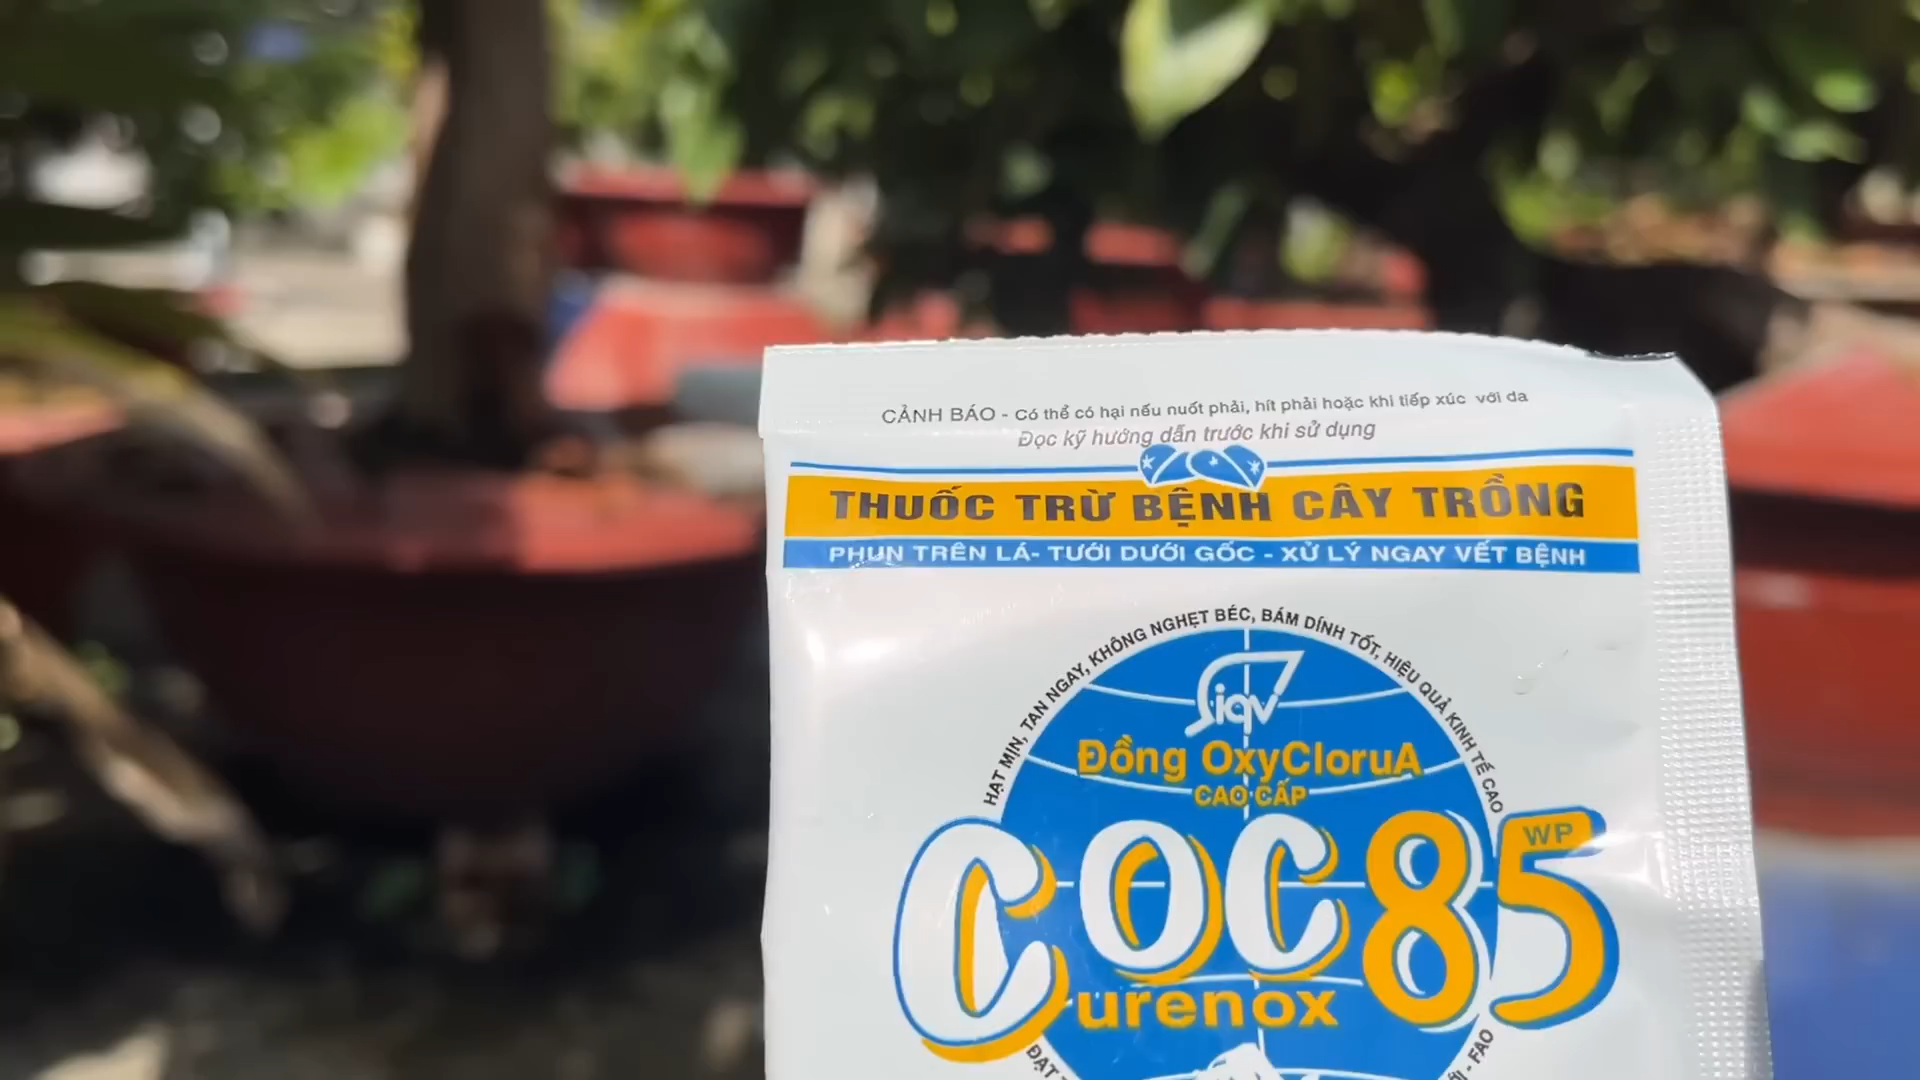 CẢNH BÁO - Có thể có hại nếu nuốt phải, hít phải hoặc khi tiếp xúc với da
Đọc kỹ hướng dẫn trước khi sử dụng
THUỐC TRỪ BỆNH CÂY TRỒNG
PHUN TRÊN LÁ- TƯỚI DƯỚI GỐC - XỬ LÝ NGAY VẾT BỆNH
HẠT MỊN, TAN NGAY, KHÔNG NGHẸT BÉC, BÁM DÍNH TỐT, HIỆU QUẢ KINH TẾ CAO
iqv
Đồng OxyCloruA
CAO CẤP
COC85
WP
Curenox
ĐẠT
- FAO